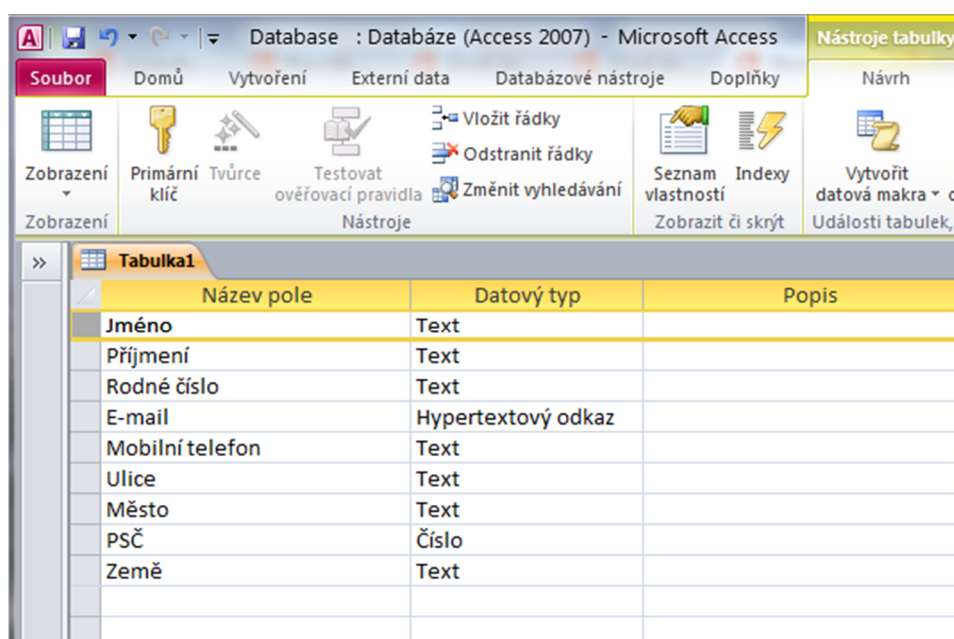 Database : Databáze (Access 2007) - Microsoft Access
Nástroje tabulky
Soubor Domů Vytvoření Externí data Databázové nástroje Doplňky Návrh
Zobrazení
Primární klíč
Tvůrce
Testovat
ověřovací pravidla
Vložit řádky
Odstranit řádky
Změnit vyhledávání
Seznam
vlastností
Indexy
Vytvořit
datová makra
Zobrazení Nástroje Zobrazit či skrýt Události tabulek,
Tabulka1
Název pole Datový typ Popis
Jméno Text
Příjmení Text
Rodné číslo Text
E-mail Hypertextový odkaz
Mobilní telefon Text
Ulice Text
Město Text
PSČ Číslo
Země Text